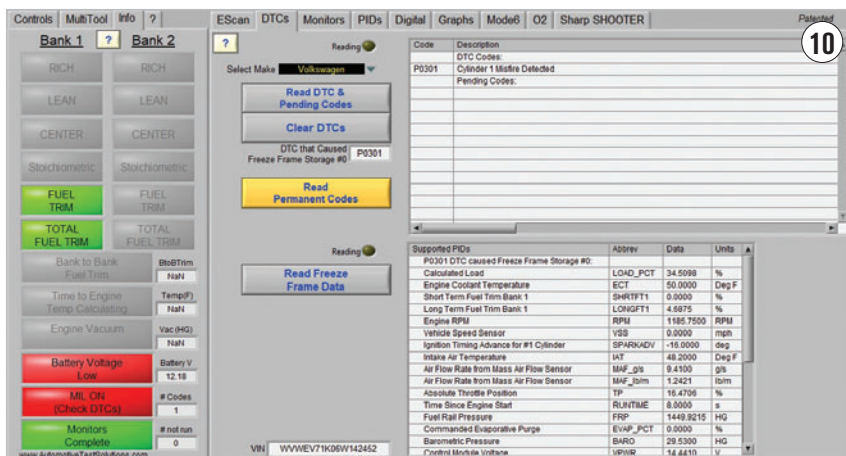 Controls MultiTool Info ?
EScan DTCs Monitors PIDs Digital Graphs Mode6 O2 Sharp SHOOTER
Patented
10
Bank 1 ? Bank 2
RICH RICH
LEAN LEAN
CENTER CENTER
Stoichiometric Stoichiometric
FUEL TRIM FUEL TRIM
TOTAL FUEL TRIM TOTAL FUEL TRIM
Bank to Bank Fuel Trim
BtoBTrim
NaN
Time to Engine Temp Calculating
Temp(F)
NaN
Engine Vacuum
Vac (HG)
NaN
Battery Voltage Low
Battery V
12.18
MIL ON (Check DTCs)
# Codes
1
Monitors Complete
# not run
0
www.AutomotiveTestSolutions.com
?
Reading
Select Make Volkswagen
Read DTC &
Pending Codes
Clear DTCs
DTC that Caused
Freeze Frame Storage #0 P0301
Read
Permanent Codes
Reading
Read Freeze
Frame Data
VIN WVWEV71K06W142452
Code Description
DTC Codes:
P0301 Cylinder 1 Misfire Detected
Pending Codes:
Supported PIDs Abbrev Data Units
P0301 DTC caused Freeze Frame Storage #0:
Calculated Load LOAD_PCT 34.5098 %
Engine Coolant Temperature ECT 50.0000 Deg F
Short Term Fuel Trim Bank 1 SHRTFT1 0.0000 %
Long Term Fuel Trim Bank 1 LONGFT1 4.6875 %
Engine RPM RPM 1185.7500 RPM
Vehicle Speed Sensor VSS 0.0000 mph
Ignition Timing Advance for #1 Cylinder SPARKADV -16.0000 deg
Intake Air Temperature IAT 48.2000 Deg F
Air Flow Rate from Mass Air Flow Sensor MAF_g/s 9.4100 g/s
Air Flow Rate from Mass Air Flow Sensor MAF_lb/m 1.2421 lb/m
Absolute Throttle Position TP 16.4706 %
Time Since Engine Start RUNTIME 8.0000 s
Fuel Rail Pressure FRP 1449.9215 HG
Commanded Evaporative Purge EVAP_PCT 0.0000 %
Barometric Pressure BARO 29.5300 HG
Control Module Voltage VPWR 14.4410 V